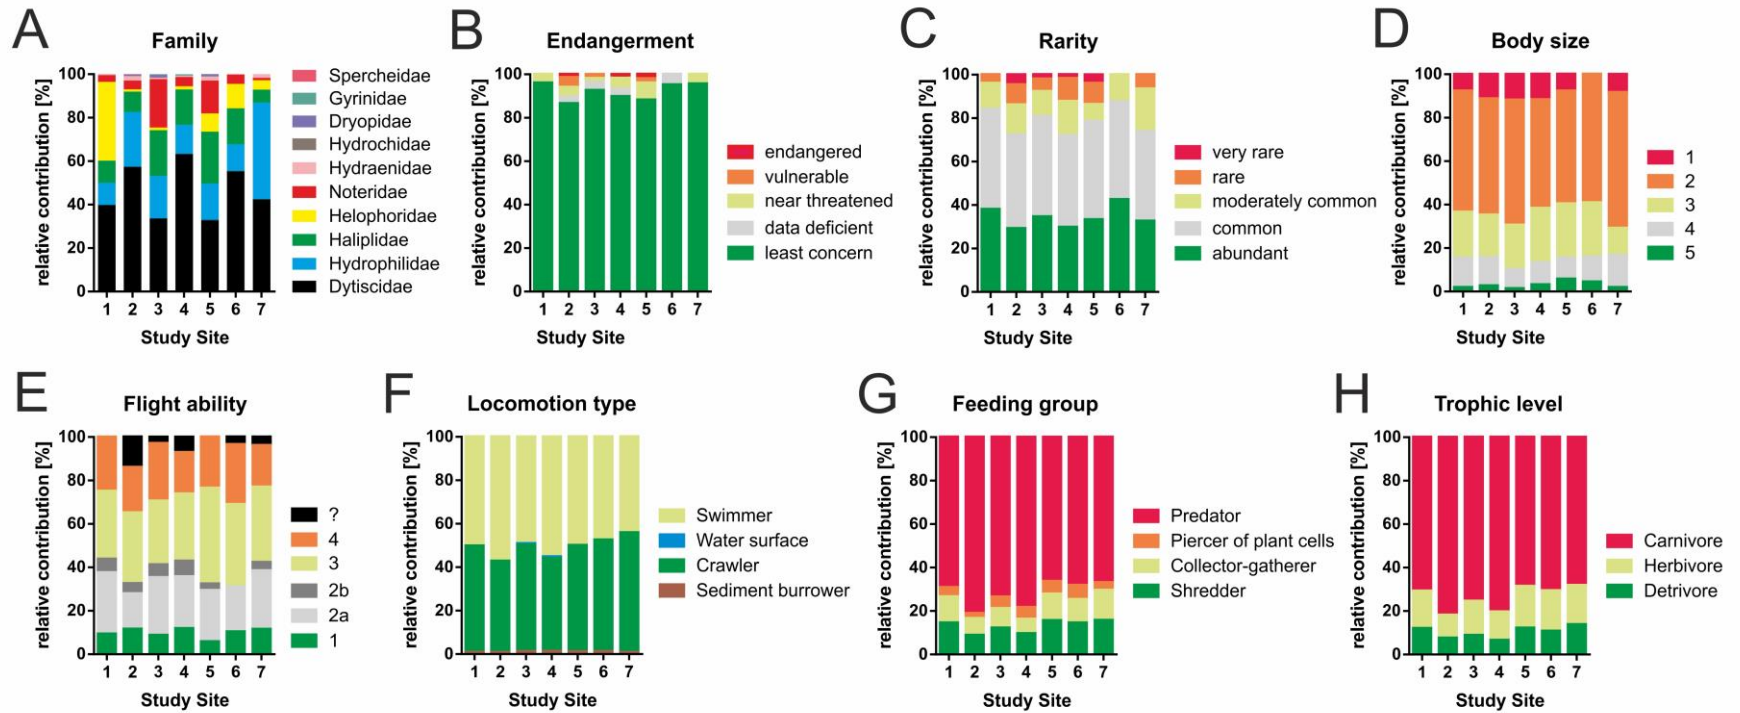 A
Family
relative contribution [%]
100
80
60
40
20
0
1 2 3 4 5 6 7
Study Site
Spercheidae
Gyrinidae
Dryopidae
Hydrochidae
Hydraenidae
Noteridae
Helophoridae
Haliplidae
Hydrophilidae
Dytiscidae
B
Endangerment
relative contribution [%]
100
80
60
40
20
0
1 2 3 4 5 6 7
Study Site
endangered
vulnerable
near threatened
data deficient
least concern
C
Rarity
relative contribution [%]
100
80
60
40
20
0
1 2 3 4 5 6 7
Study Site
very rare
rare
moderately common
common
abundant
D
Body size
relative contribution [%]
100
80
60
40
20
0
1 2 3 4 5 6 7
Study Site
1
2
3
4
5
E
Flight ability
relative contribution [%]
100
80
60
40
20
0
1 2 3 4 5 6 7
Study Site
?
4
3
2b
2a
1
F
Locomotion type
relative contribution [%]
100
80
60
40
20
0
1 2 3 4 5 6 7
Study Site
Swimmer
Water surface
Crawler
Sediment burrower
G
Feeding group
relative contribution [%]
100
80
60
40
20
0
1 2 3 4 5 6 7
Study Site
Predator
Piercer of plant cells
Collector-gatherer
Shredder
H
Trophic level
relative contribution [%]
100
80
60
40
20
0
1 2 3 4 5 6 7
Study Site
Carnivore
Herbivore
Detrivore